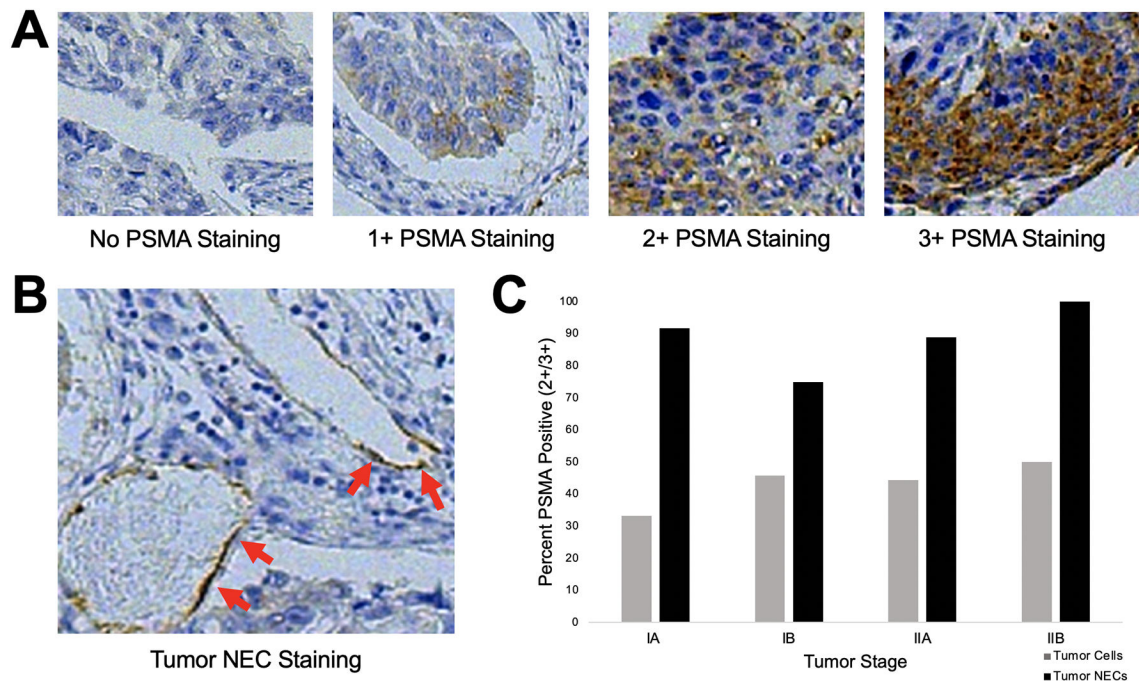 A
No PSMA Staining
1+ PSMA Staining
2+ PSMA Staining
3+ PSMA Staining
B
Tumor NEC Staining
C
Percent PSMA Positive (2+/3+)
100
90
80
70
60
50
40
30
20
10
0
IA
IB
IIA
IIB
Tumor Stage
Tumor Cells
Tumor NECs